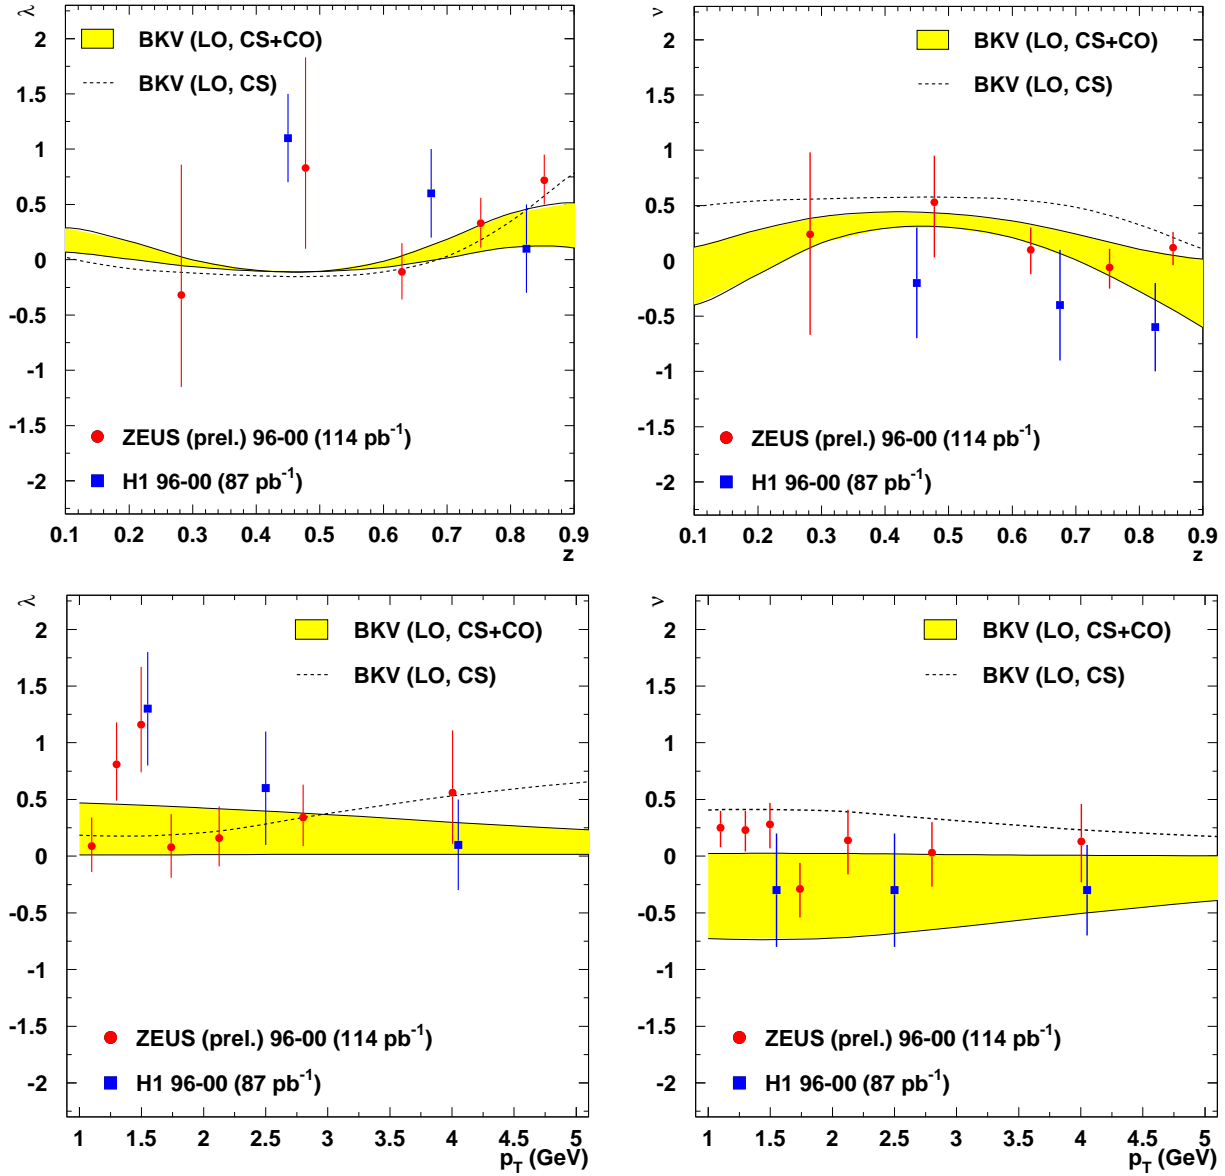 λ
2
1.5
1
0.5
0
-0.5
-1
-1.5
-2
BKV (LO, CS+CO)
BKV (LO, CS)
ZEUS (prel.) 96-00 (114 pb⁻¹)
H1 96-00 (87 pb⁻¹)
0.1 0.2 0.3 0.4 0.5 0.6 0.7 0.8 0.9
z
ν
2
1.5
1
0.5
0
-0.5
-1
-1.5
-2
BKV (LO, CS+CO)
BKV (LO, CS)
ZEUS (prel.) 96-00 (114 pb⁻¹)
H1 96-00 (87 pb⁻¹)
0.1 0.2 0.3 0.4 0.5 0.6 0.7 0.8 0.9
z
λ
2
1.5
1
0.5
0
-0.5
-1
-1.5
-2
BKV (LO, CS+CO)
BKV (LO, CS)
ZEUS (prel.) 96-00 (114 pb⁻¹)
H1 96-00 (87 pb⁻¹)
1 1.5 2 2.5 3 3.5 4 4.5 5
p_T (GeV)
ν
2
1.5
1
0.5
0
-0.5
-1
-1.5
-2
BKV (LO, CS+CO)
BKV (LO, CS)
ZEUS (prel.) 96-00 (114 pb⁻¹)
H1 96-00 (87 pb⁻¹)
1 1.5 2 2.5 3 3.5 4 4.5 5
p_T (GeV)